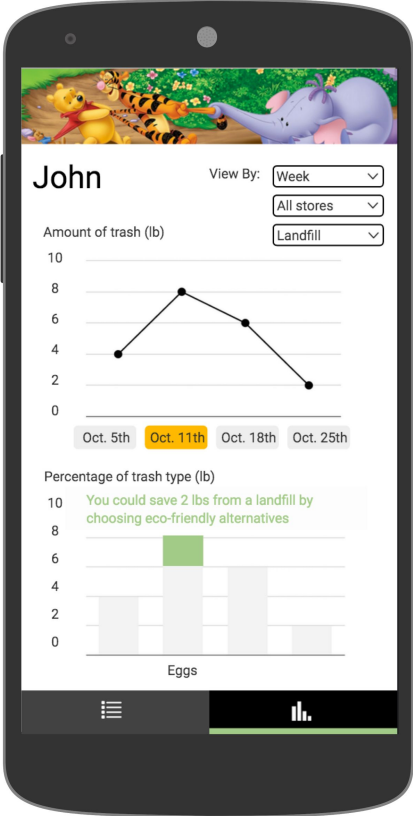 John
View By:
Week
All stores
Landfill
Amount of trash (lb)
10
8
6
4
2
0
Oct. 5th Oct. 11th Oct. 18th Oct. 25th
Percentage of trash type (lb)
You could save 2 lbs from a landfill by
choosing eco-friendly alternatives
10
8
6
4
2
0
Eggs